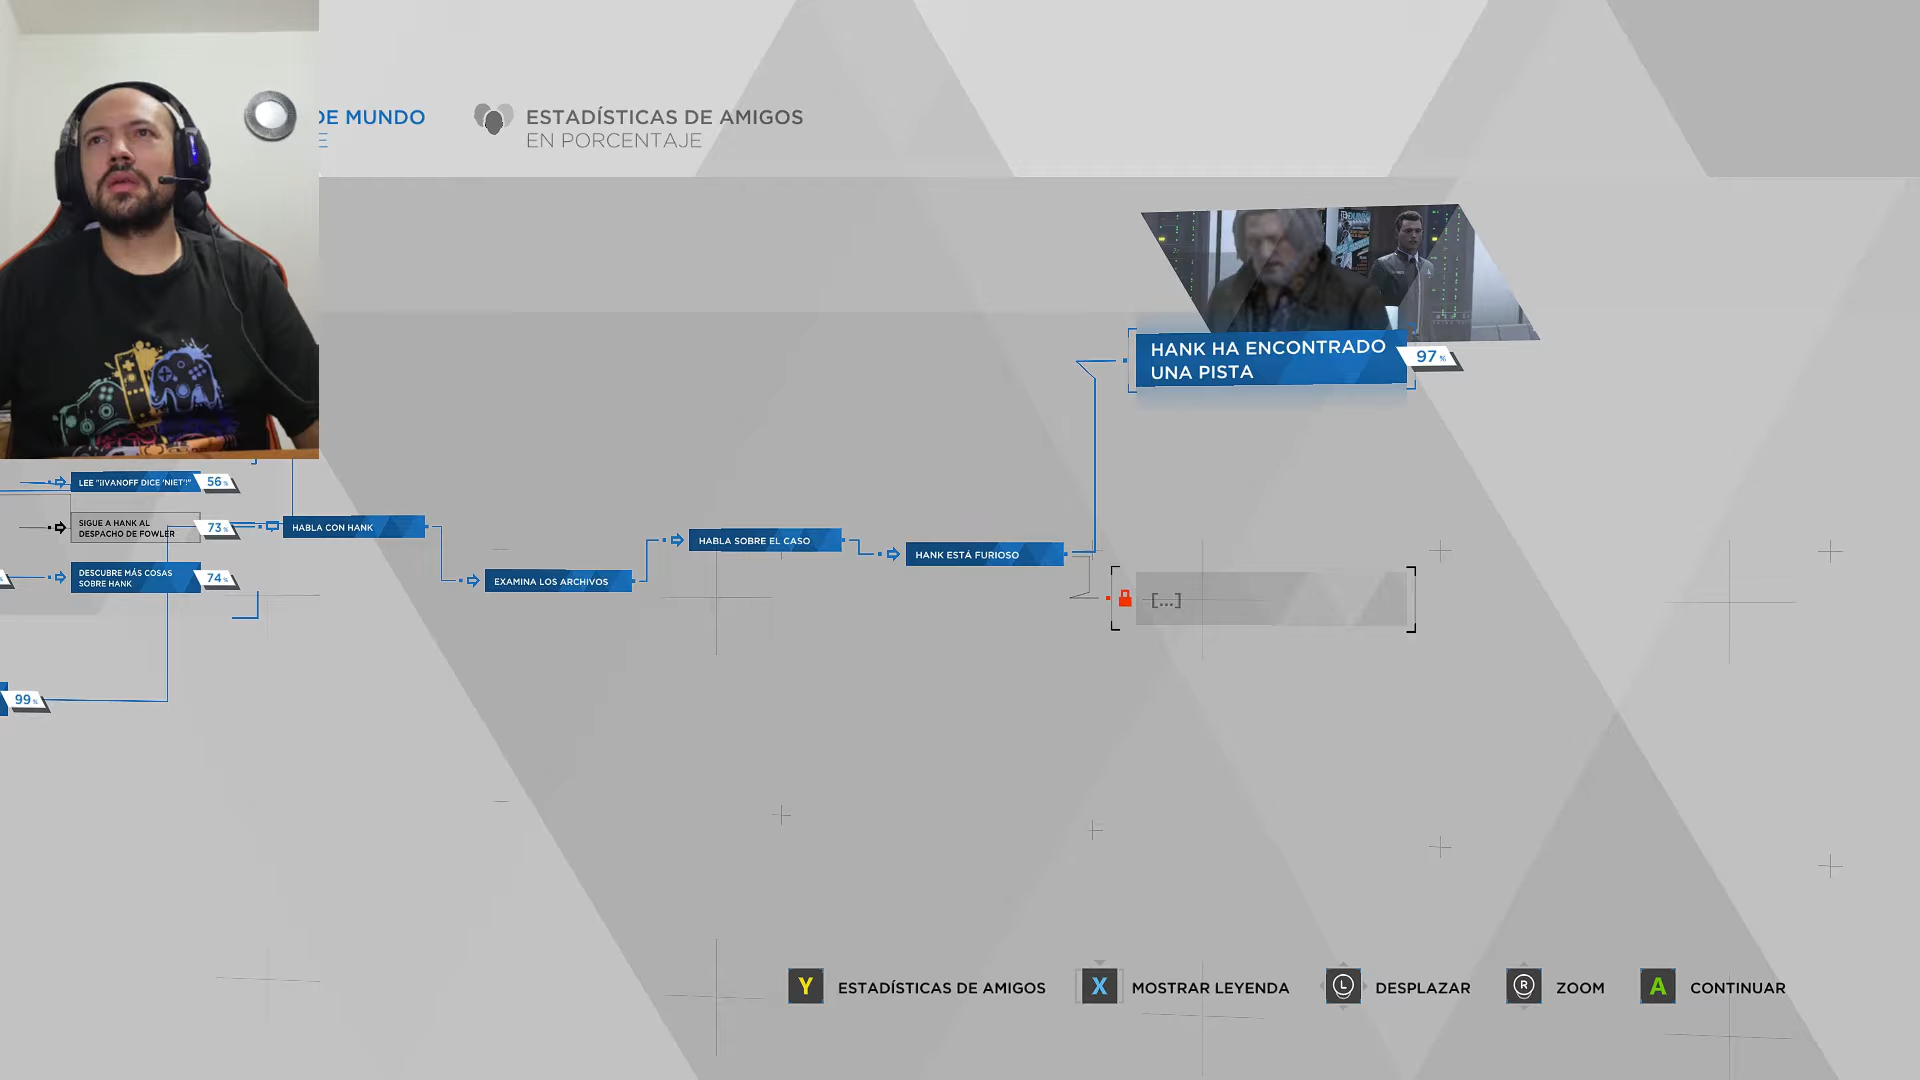 DE MUNDO
E
ESTADÍSTICAS DE AMIGOS
EN PORCENTAJE
HANK HA ENCONTRADO
UNA PISTA
97%
LEE "¡IVANOFF DICE 'NIET'!"
56%
SIGUE A HANK AL
DESPACHO DE FOWLER
73%
HABLA CON HANK
HABLA SOBRE EL CASO
HANK ESTÁ FURIOSO
DESCUBRE MÁS COSAS
SOBRE HANK
74%
EXAMINA LOS ARCHIVOS
[...]
99%
Y ESTADÍSTICAS DE AMIGOS
X MOSTRAR LEYENDA
L DESPLAZAR
R ZOOM
A CONTINUAR